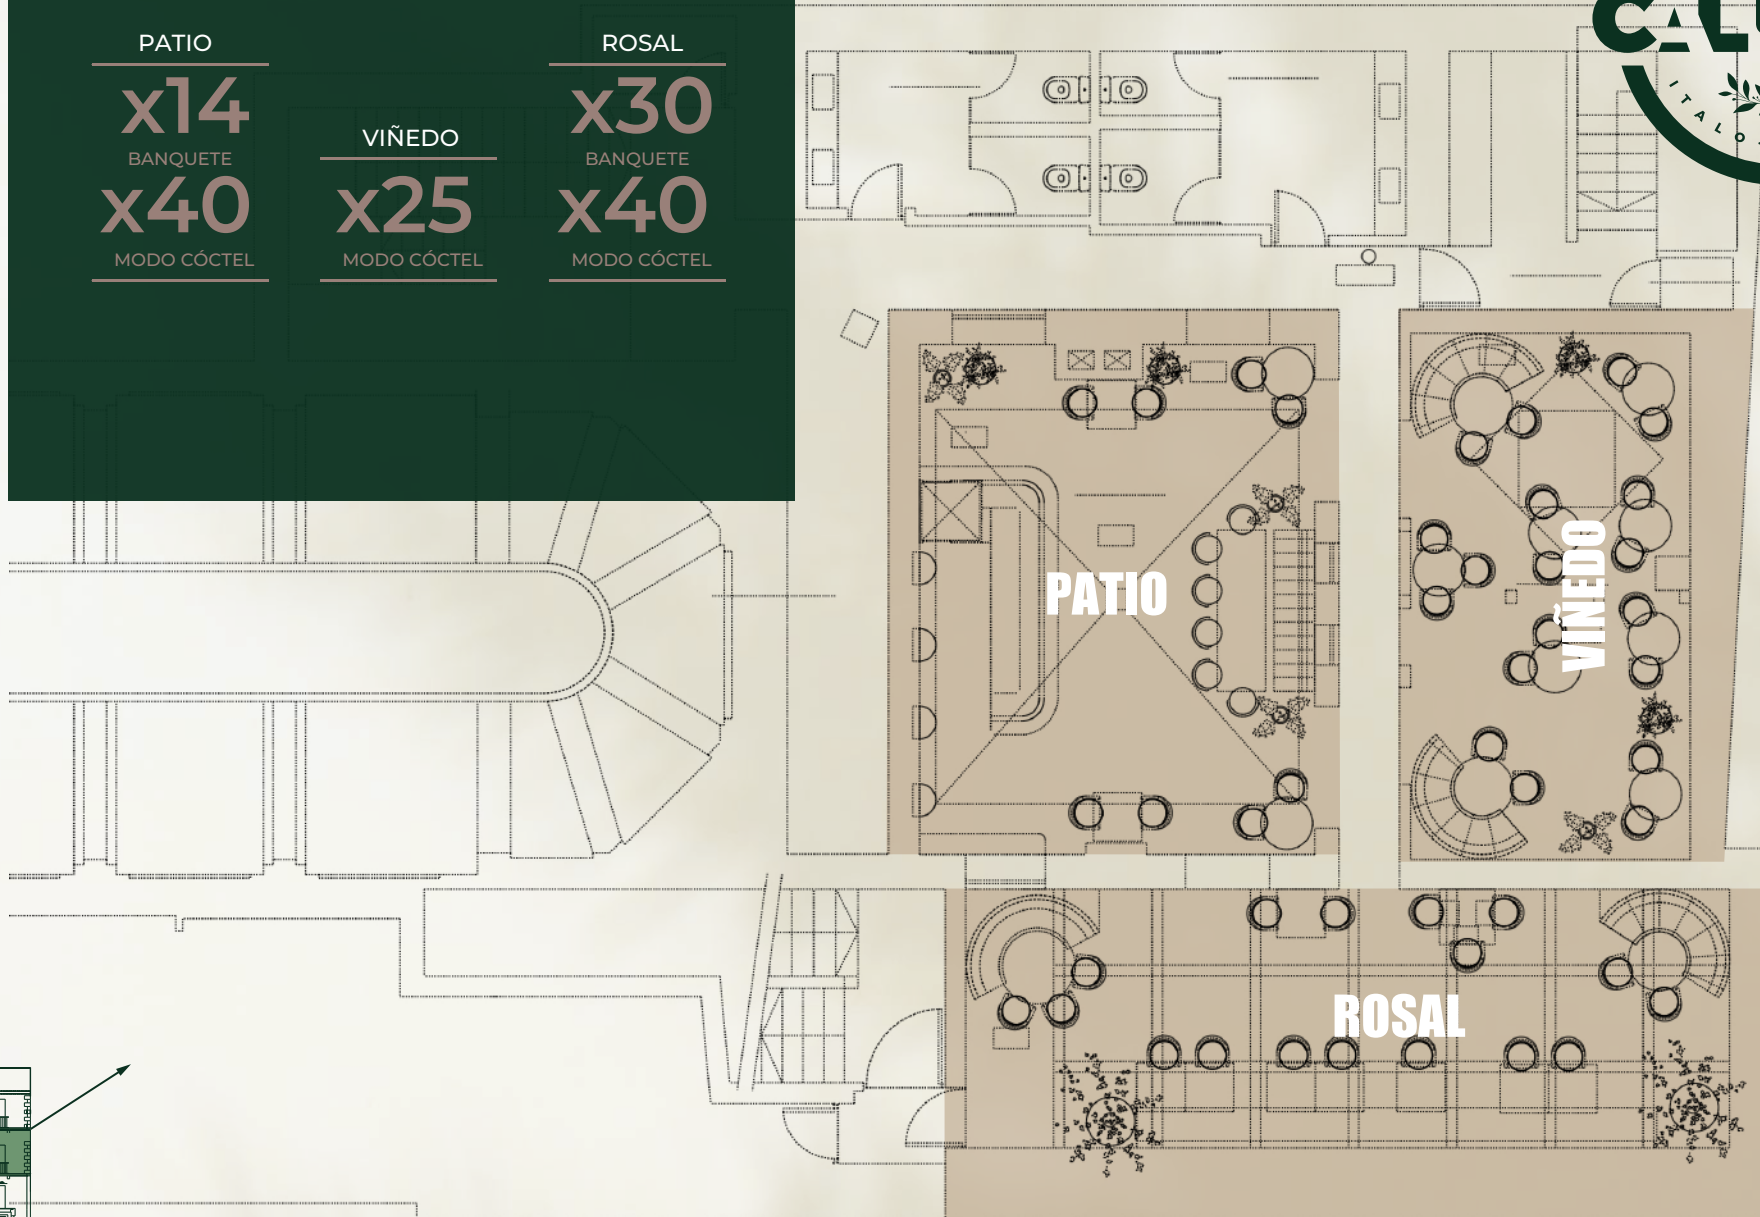 PATIO
x14
BANQUETE
x40
MODO CÓCTEL
VIÑEDO
x25
MODO CÓCTEL
ROSAL
x30
BANQUETE
x40
MODO CÓCTEL
PATIO
VIÑEDO
ROSAL